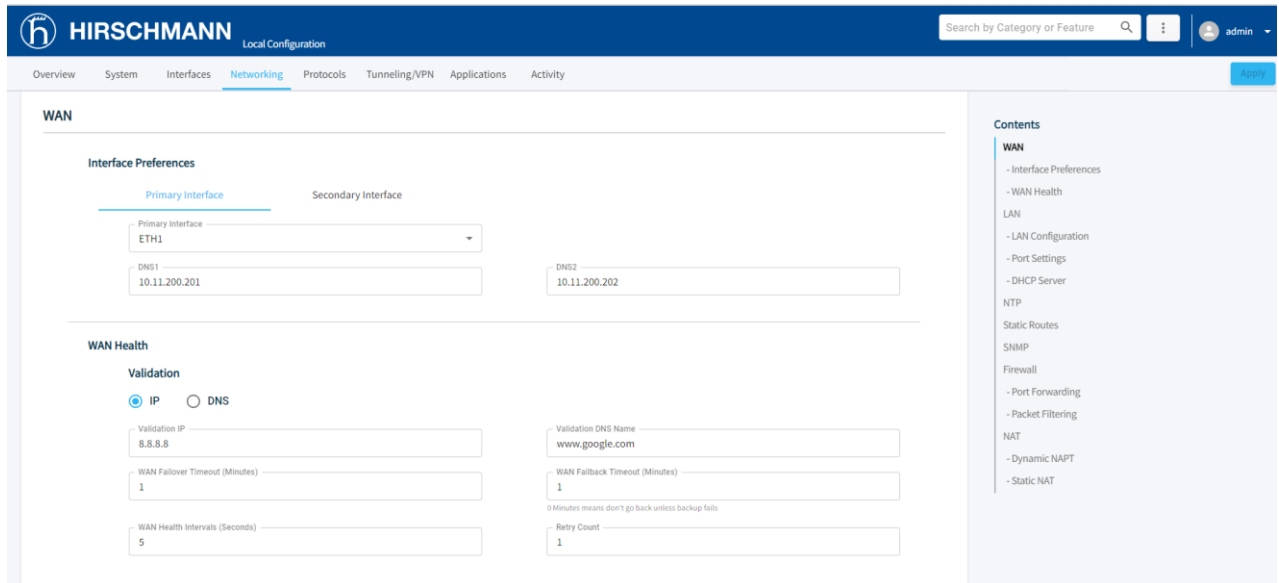 HIRSCHMANN Local Configuration
Search by Category or Feature
admin
Overview System Interfaces Networking Protocols Tunneling/VPN Applications Activity
Apply
WAN
Interface Preferences
Primary Interface Secondary Interface
Primary Interface
ETH1
DNS1 DNS2
10.11.200.201 10.11.200.202
WAN Health
Validation
IP DNS
Validation IP Validation DNS Name
8.8.8.8 www.google.com
WAN Failover Timeout (Minutes) WAN Failback Timeout (Minutes)
1 1
0 Minutes means don't go back unless backup fails
WAN Health Intervals (Seconds) Retry Count
5 1
Contents
WAN
- Interface Preferences
- WAN Health
LAN
- LAN Configuration
- Port Settings
- DHCP Server
NTP
Static Routes
SNMP
Firewall
- Port Forwarding
- Packet Filtering
NAT
- Dynamic NAPT
- Static NAT